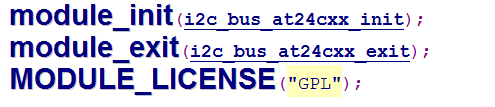 module_init(i2c_bus_at24cxx_init);
module_exit(i2c_bus_at24cxx_exit);
MODULE_LICENSE("GPL");